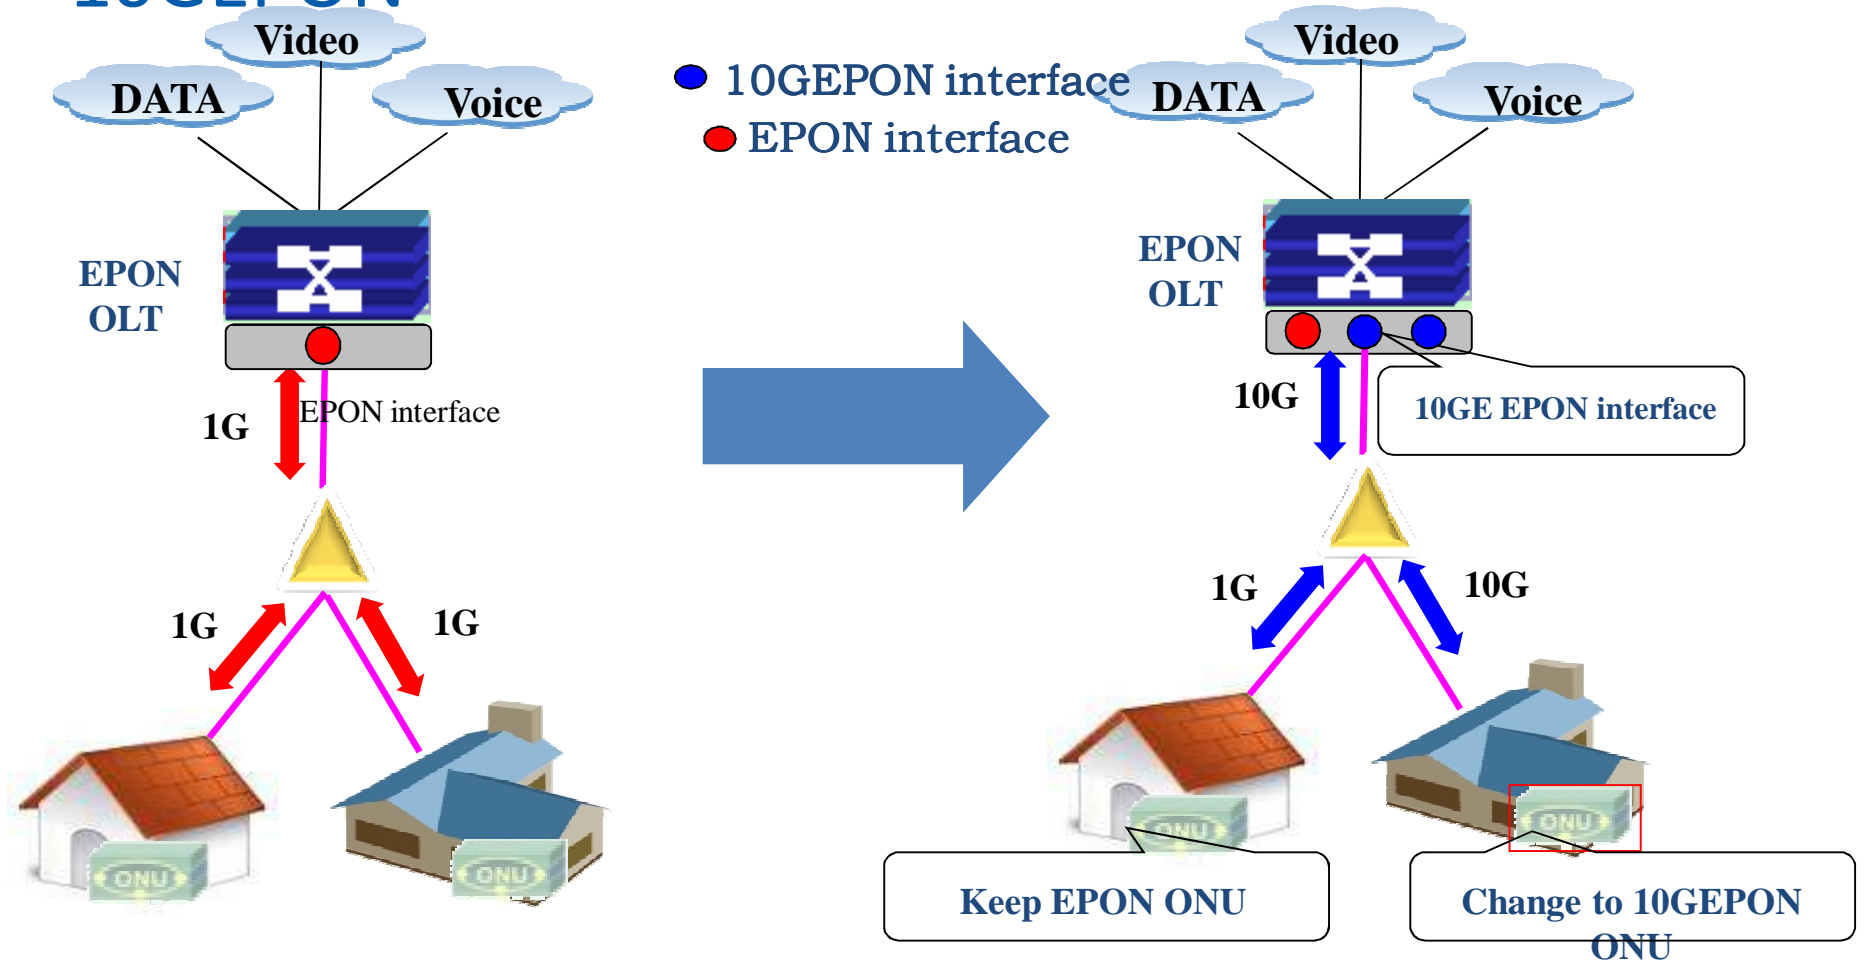 10GEPON
Video
DATA
Voice
10GEPON interface
EPON interface
Video
DATA
Voice
EPON
OLT
EPON
OLT
1G
EPON interface
10G
10GE EPON interface
1G
1G
1G
10G
ONU
ONU
ONU
ONU
Keep EPON ONU
Change to 10GEPON
ONU